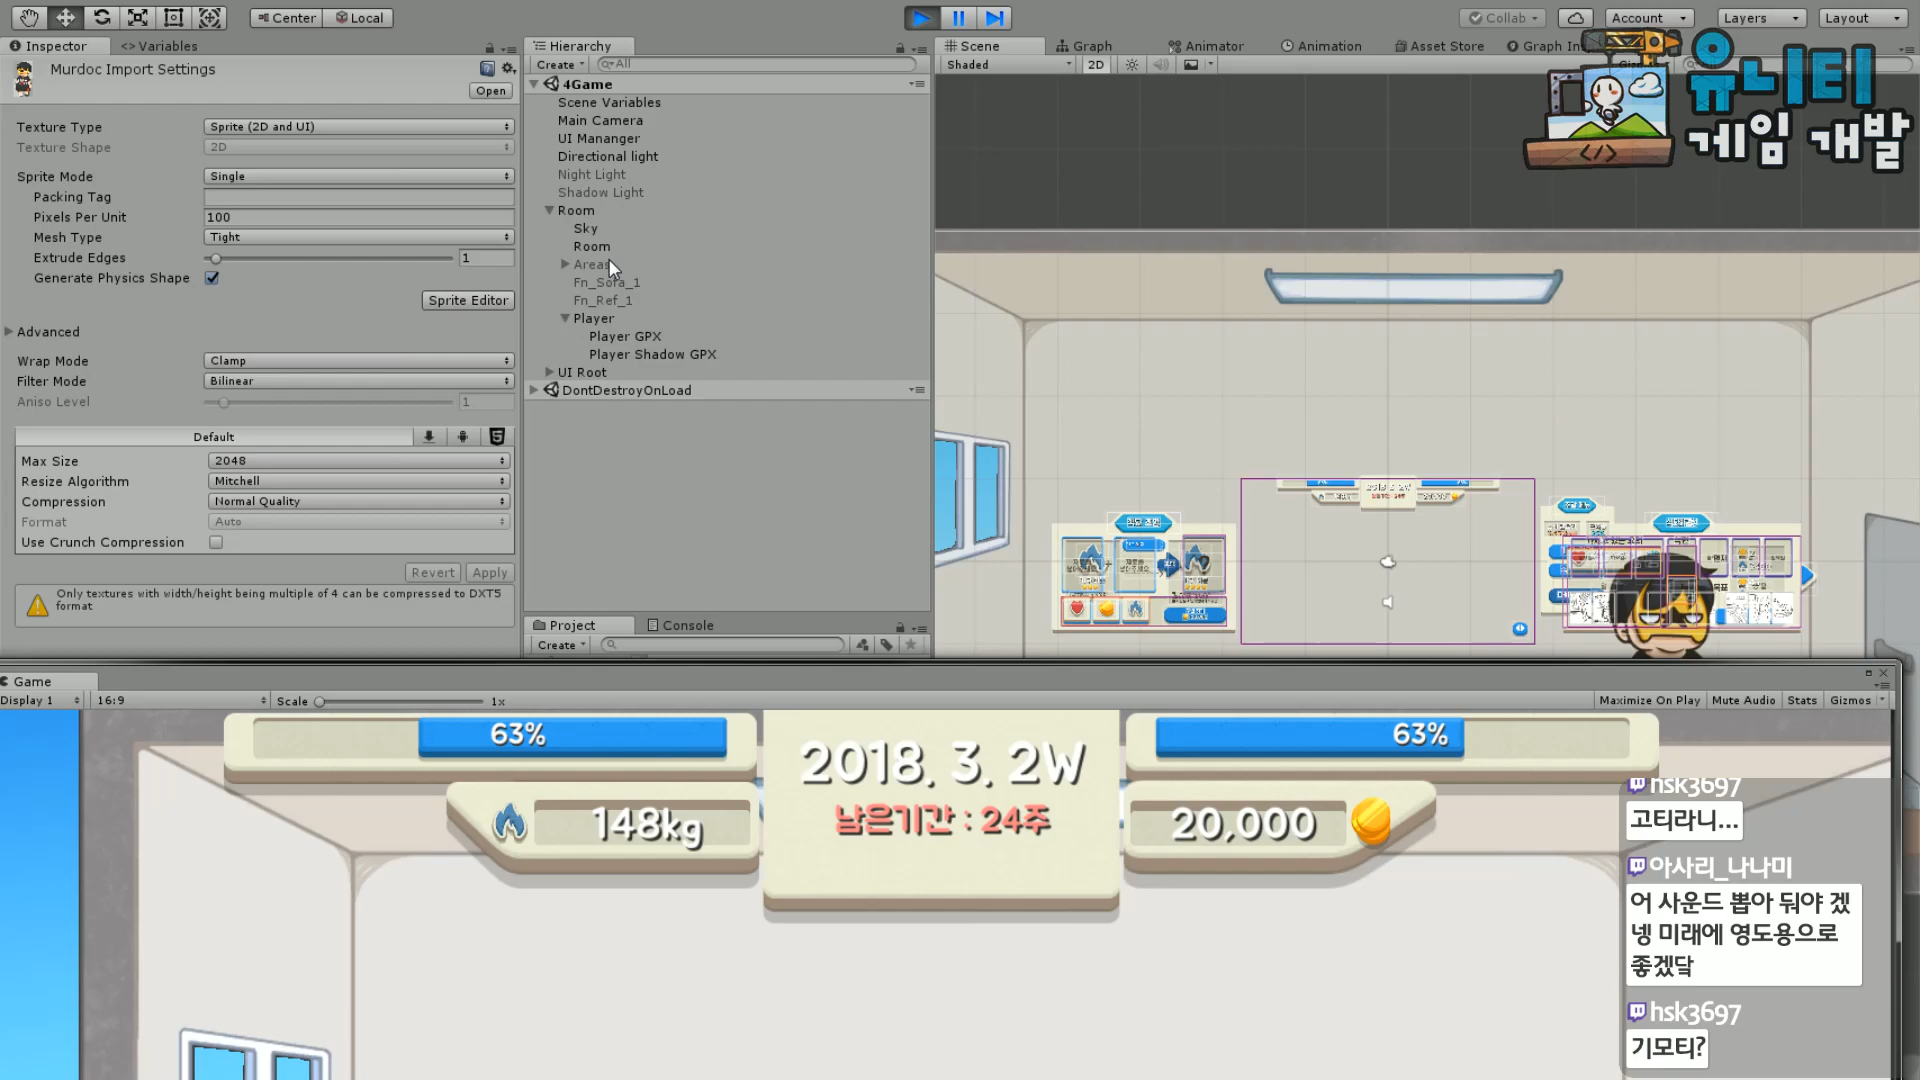 Center
Local
Collab
Account
Layers
Layout
Inspector
<> Variables
Murdoc Import Settings
Open
Texture Type
Sprite (2D and UI)
Texture Shape
2D
Sprite Mode
Single
Packing Tag
Pixels Per Unit
100
Mesh Type
Tight
Extrude Edges
1
Generate Physics Shape
Sprite Editor
Advanced
Wrap Mode
Clamp
Filter Mode
Bilinear
Aniso Level
1
Default
Max Size
2048
Resize Algorithm
Mitchell
Compression
Normal Quality
Format
Auto
Use Crunch Compression
Revert
Apply
Only textures with width/height being multiple of 4 can be compressed to DXT5
format
Hierarchy
Create
All
4Game
Scene Variables
Main Camera
UI Mananger
Directional light
Night Light
Shadow Light
Room
Sky
Room
Areas
Fn_Sofa_1
Fn_Ref_1
Player
Player GPX
Player Shadow GPX
UI Root
DontDestroyOnLoad
Project
Console
Create
Scene
Graph
Animator
Animation
Asset Store
Graph In
Shaded
2D
유니티
게임 개발
</>
2018. 3. 2W
Game
Display 1
16:9
Scale
1x
Maximize On Play
Mute Audio
Stats
Gizmos
63%
2018. 3. 2W
63%
148kg
남은기간 : 24주
20,000
hsk3697
고티라니...
아사리_나나미
어 사운드 뽑아 둬야 겠
넹 미래에 영도용으로
좋겠닼
hsk3697
기모티?